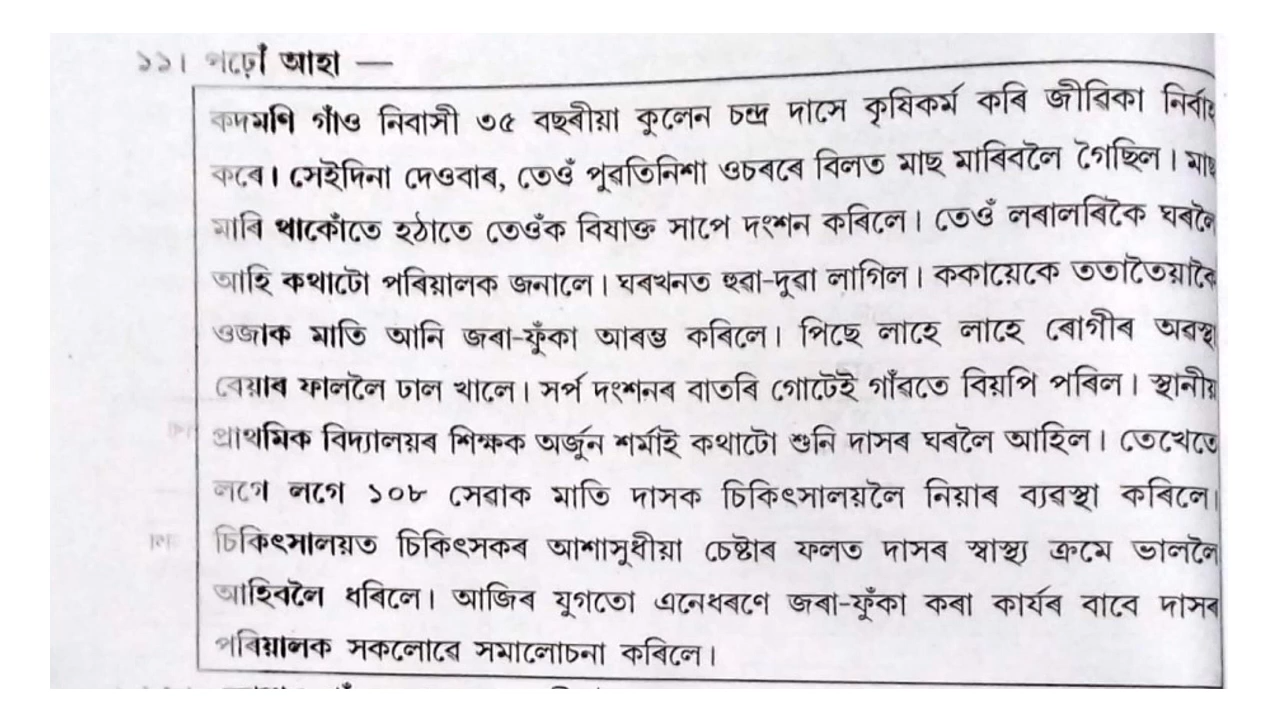 ১১। পঢ়োঁ আহা —
কদমণি গাঁও নিবাসী ৩৫ বছৰীয়া কুলেন চন্দ্ৰ দাসে কৃষিকৰ্ম কৰি জীৱিকা নিৰ্বাহ
কৰে। সেইদিনা দেওবাৰ, তেওঁ পুৱতিনিশা ওচৰৰে বিলত মাছ মাৰিবলৈ গৈছিল। মাছ
মাৰি থাকোঁতে হঠাতে তেওঁক বিষাক্ত সাপে দংশন কৰিলে। তেওঁ লৰালৰিকৈ ঘৰলৈ
আহি কথাটো পৰিয়ালক জনালে। ঘৰখনত হুৱা-দুৱা লাগিল। ককায়েকে ততাতৈয়াকৈ
ওজাক মাতি আনি জৰা-ফুঁকা আৰম্ভ কৰিলে। পিছে লাহে লাহে ৰোগীৰ অৱস্থা
বেয়াৰ ফাললৈ ঢাল খালে। সৰ্প দংশনৰ বাতৰি গোটেই গাঁৱতে বিয়পি পৰিল। স্থানীয়
প্ৰাথমিক বিদ্যালয়ৰ শিক্ষক অৰ্জুন শৰ্মাই কথাটো শুনি দাসৰ ঘৰলৈ আহিল। তেখেতে
লগে লগে ১০৮ সেৱাক মাতি দাসক চিকিৎসালয়লৈ নিয়াৰ ব্যৱস্থা কৰিলে।
চিকিৎসালয়ত চিকিৎসকৰ আশাসুধীয়া চেষ্টাৰ ফলত দাসৰ স্বাস্থ্য ক্ৰমে ভাললৈ
আহিবলৈ ধৰিলে। আজিৰ যুগতো এনেধৰণে জৰা-ফুঁকা কৰা কাৰ্যৰ বাবে দাসৰ
পৰিয়ালক সকলোৱে সমালোচনা কৰিলে।